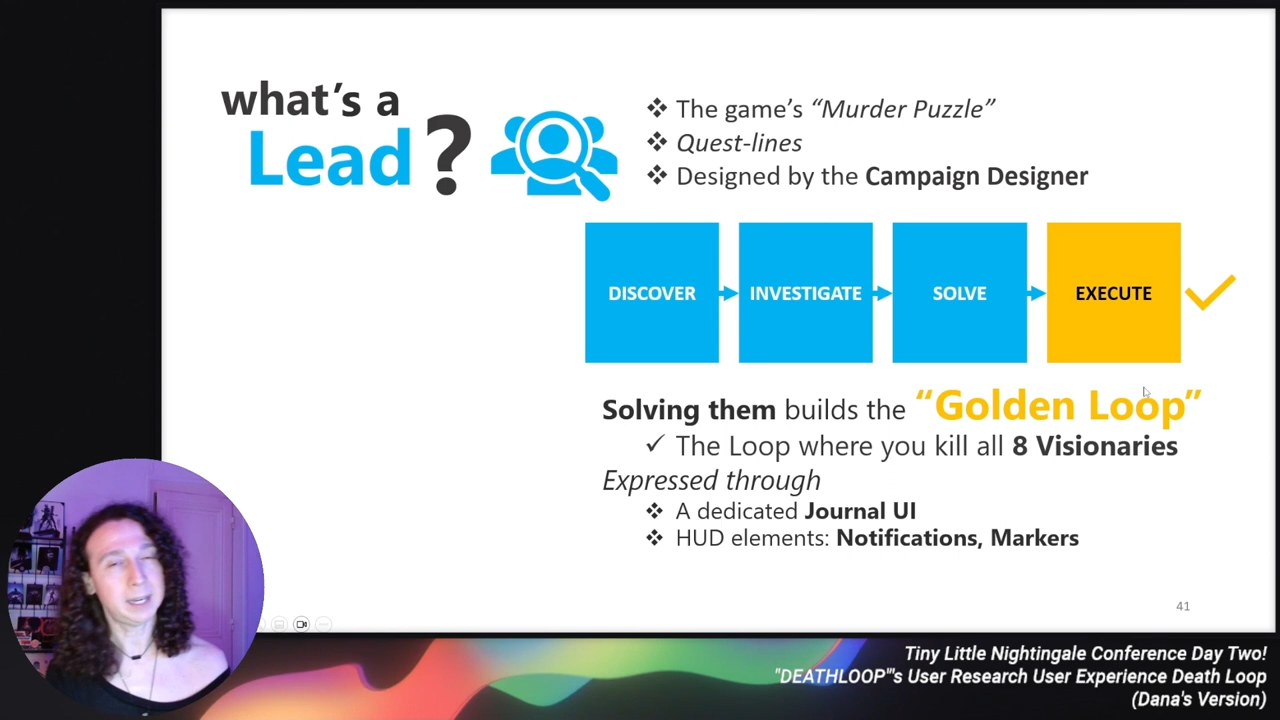 what's a
Lead?
❖ The game's “Murder Puzzle”
❖ Quest-lines
❖ Designed by the Campaign Designer
DISCOVER
INVESTIGATE
SOLVE
EXECUTE
Solving them builds the “Golden Loop”
✓ The Loop where you kill all 8 Visionaries
Expressed through
❖ A dedicated Journal UI
❖ HUD elements: Notifications, Markers
41
Tiny Little Nightingale Conference Day Two!
"DEATHLOOP"'s User Research User Experience Death Loop
(Dana's Version)